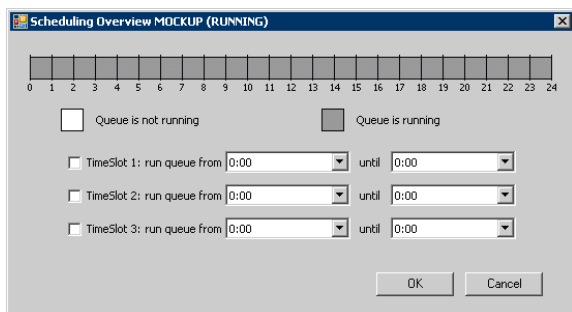 Scheduling Overview MOCKUP (RUNNING)
0 1 2 3 4 5 6 7 8 9 10 11 12 13 14 15 16 17 18 19 20 21 22 23 24
Queue is not running Queue is running
TimeSlot 1: run queue from 0:00 until 0:00
TimeSlot 2: run queue from 0:00 until 0:00
TimeSlot 3: run queue from 0:00 until 0:00
OK Cancel